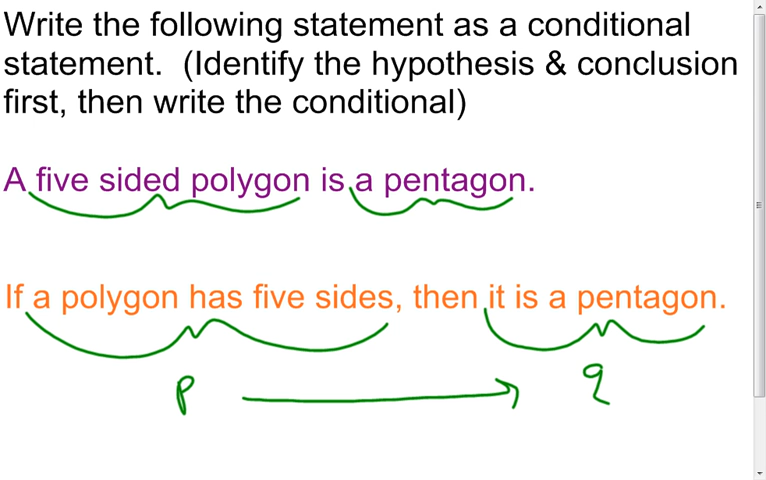 Write the following statement as a conditional
statement.  (Identify the hypothesis & conclusion
first, then write the conditional)
A five sided polygon is a pentagon.
If a polygon has five sides, then it is a pentagon.
p → q